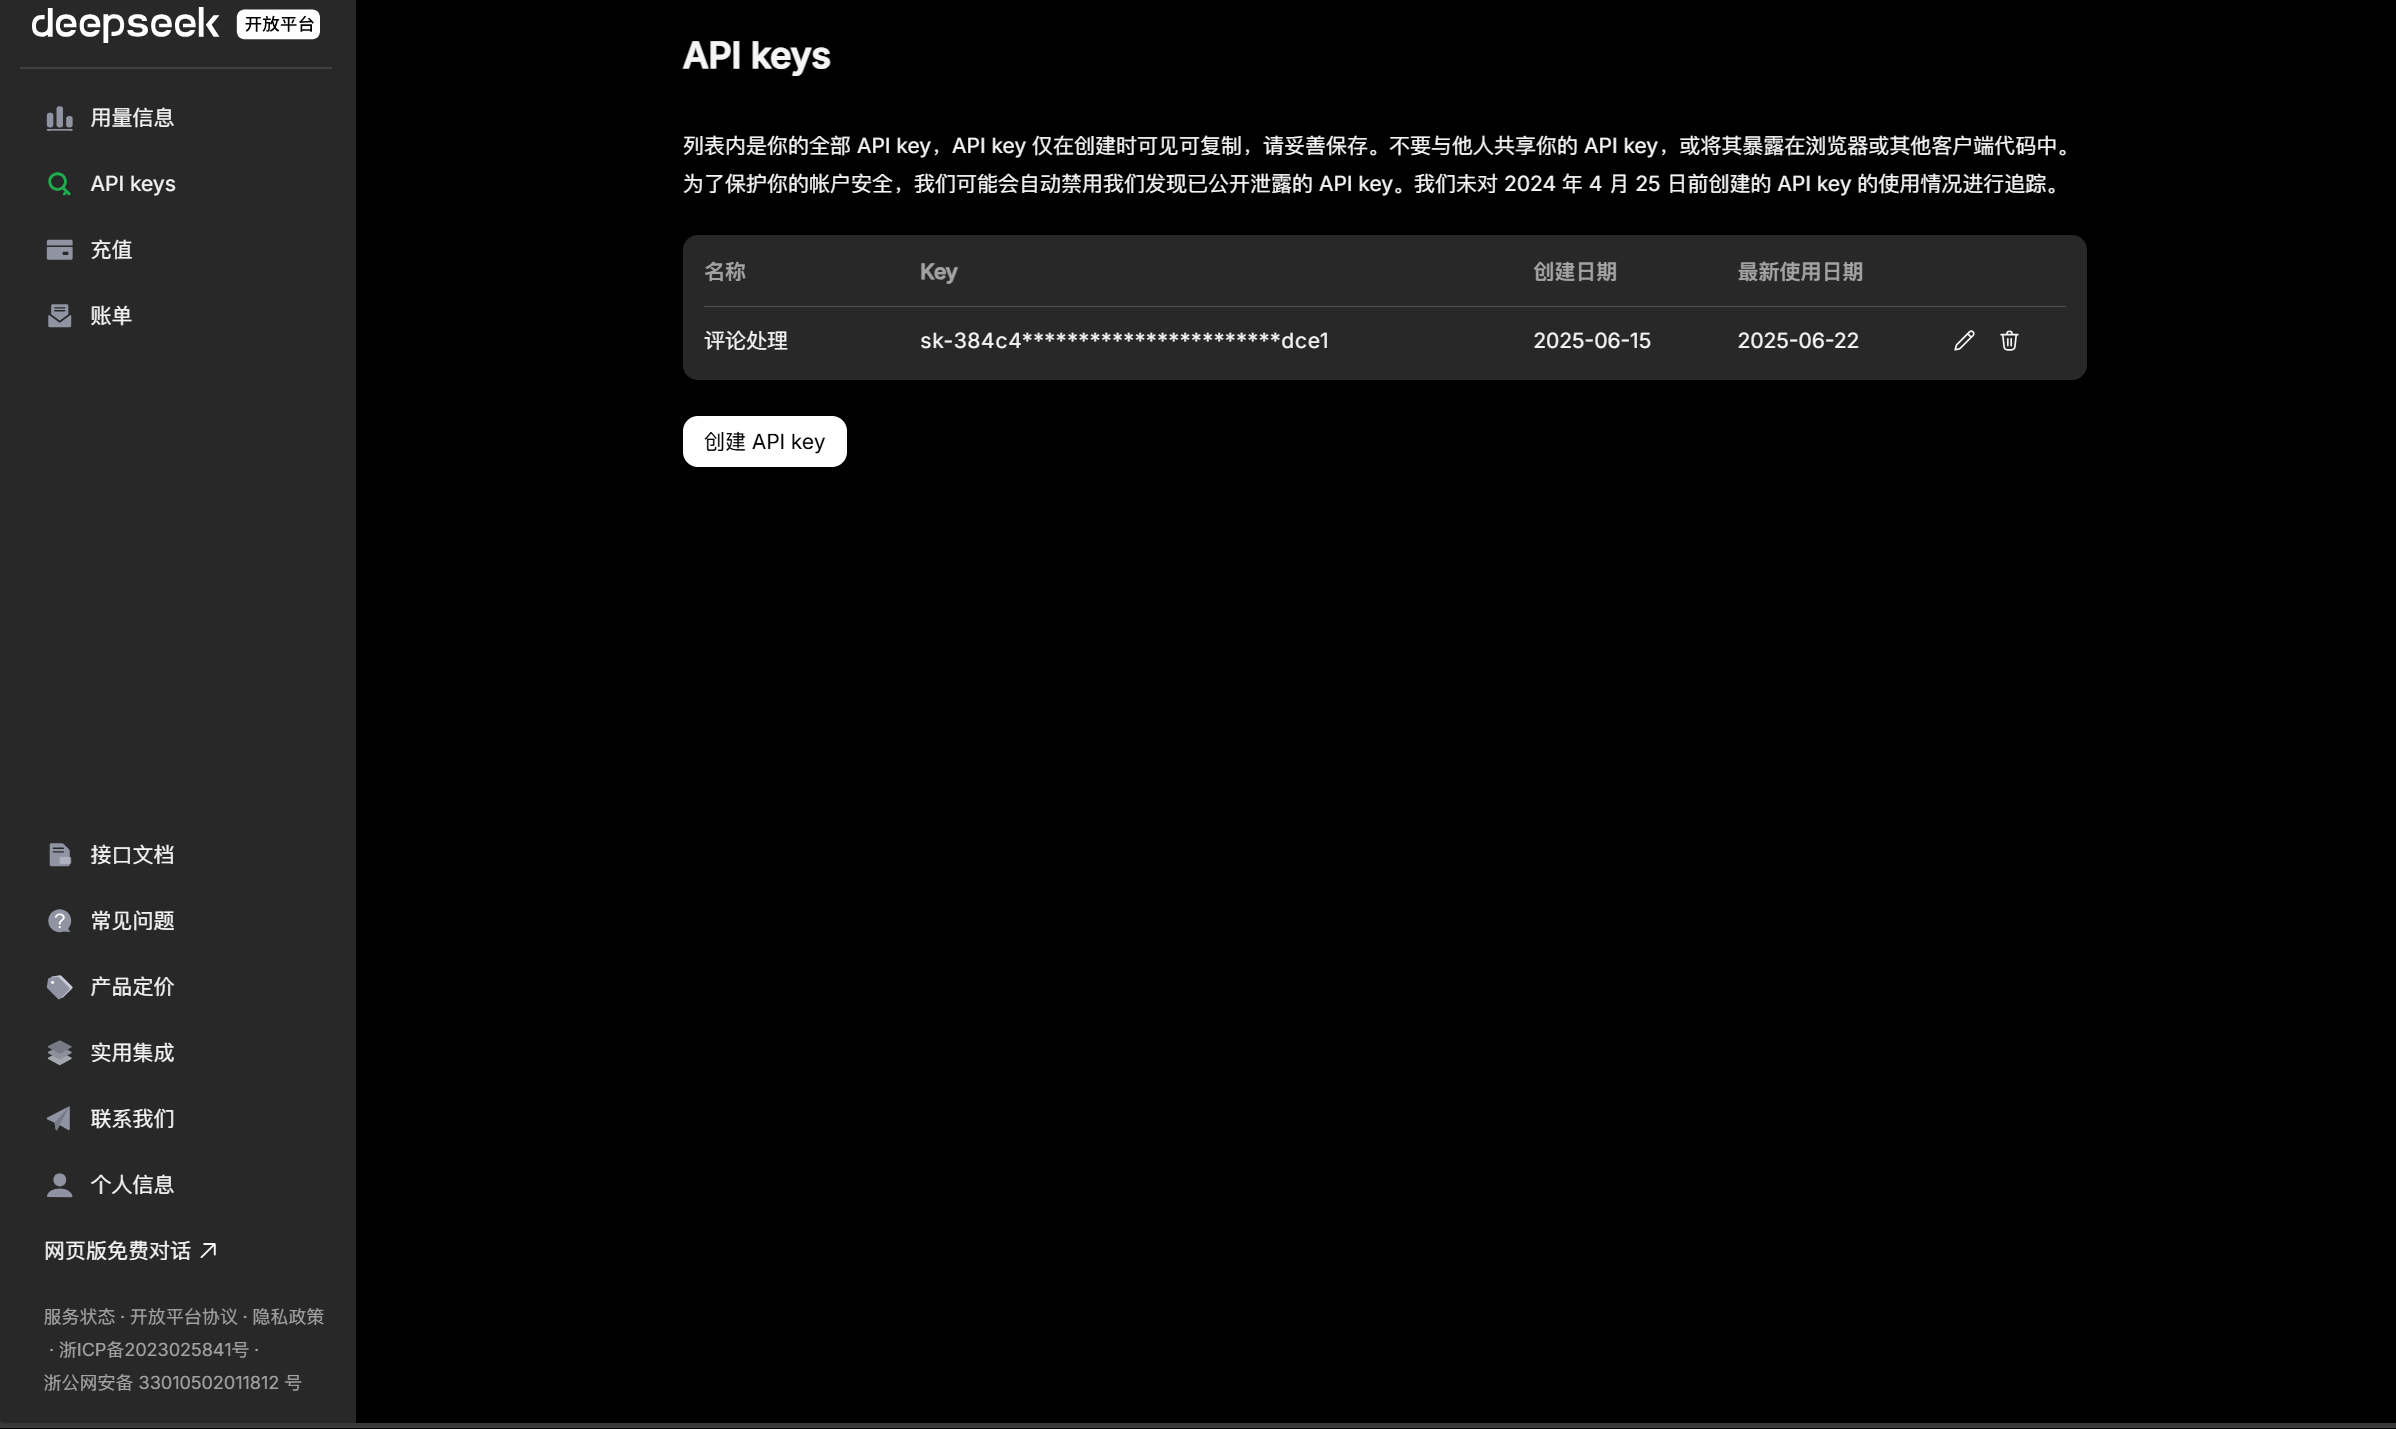 deepseek 开放平台
用量信息
API keys
充值
账单
接口文档
常见问题
产品定价
实用集成
联系我们
个人信息
网页版免费对话
服务状态 · 开放平台协议 · 隐私政策
· 浙ICP备2023025841号 ·
浙公网安备 33010502011812 号
API keys
列表内是你的全部 API key，API key 仅在创建时可见可复制，请妥善保存。不要与他人共享你的 API key，或将其暴露在浏览器或其他客户端代码中。
为了保护你的帐户安全，我们可能会自动禁用我们发现已公开泄露的 API key。我们未对 2024 年 4 月 25 日前创建的 API key 的使用情况进行追踪。
名称 Key 创建日期 最新使用日期
评论处理 sk-384c4***********************dce1 2025-06-15 2025-06-22
创建 API key